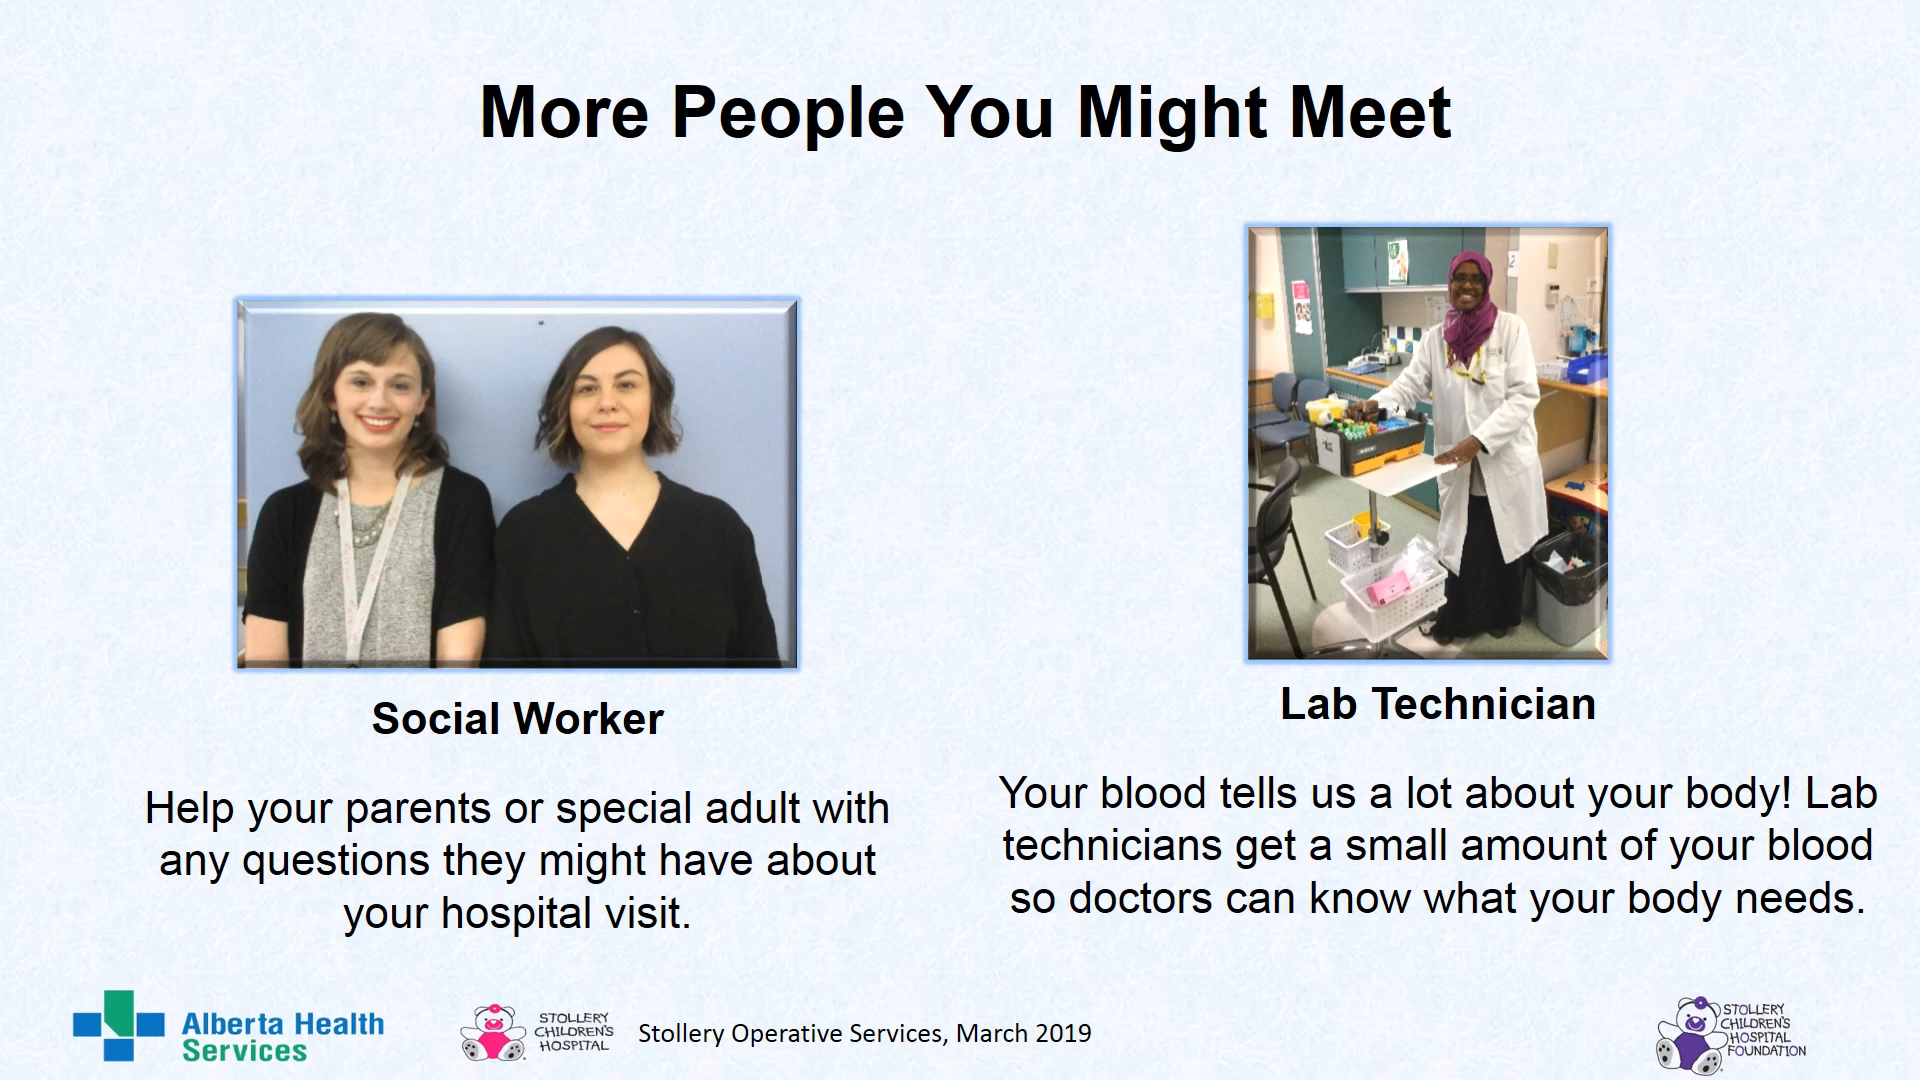 More People You Might Meet
Social Worker
Help your parents or special adult with
any questions they might have about
your hospital visit.
Lab Technician
Your blood tells us a lot about your body! Lab
technicians get a small amount of your blood
so doctors can know what your body needs.
Alberta Health
Services
STOLLERY
CHILDREN'S
HOSPITAL
Stollery Operative Services, March 2019
STOLLERY
CHILDREN'S
HOSPITAL
FOUNDATION